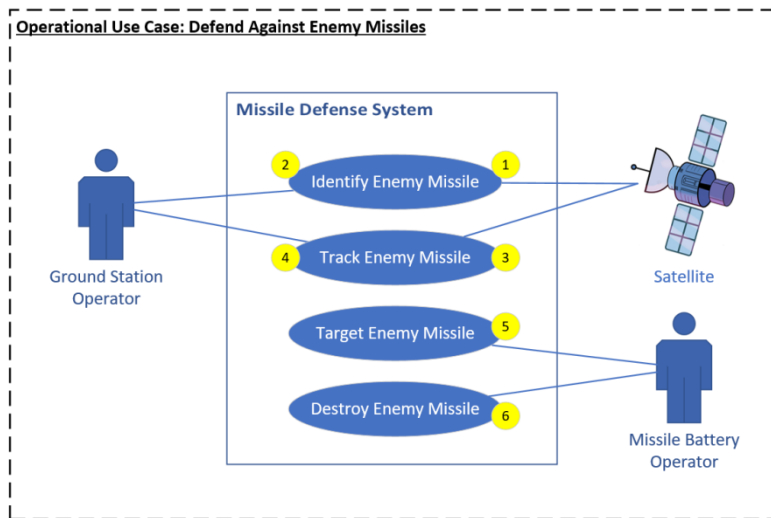 Operational Use Case: Defend Against Enemy Missiles
Missile Defense System
2
1
Identify Enemy Missile
4
Track Enemy Missile
3
Ground Station
Operator
Satellite
5
Target Enemy Missile
Destroy Enemy Missile
6
Missile Battery
Operator